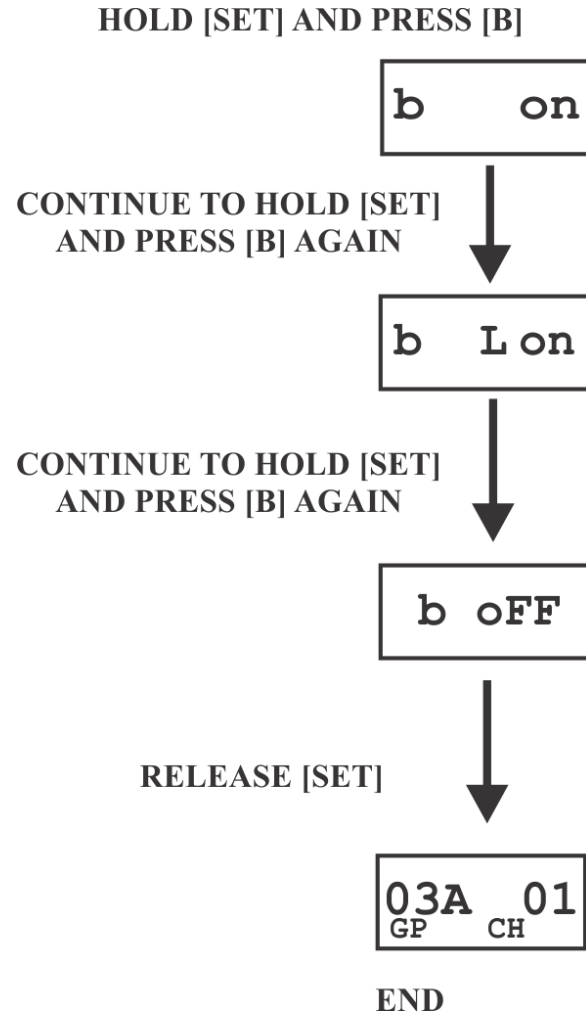 HOLD [SET] AND PRESS [B]
b on
CONTINUE TO HOLD [SET]
AND PRESS [B] AGAIN
b L on
CONTINUE TO HOLD [SET]
AND PRESS [B] AGAIN
b oFF
RELEASE [SET]
03A 01
GP CH
END